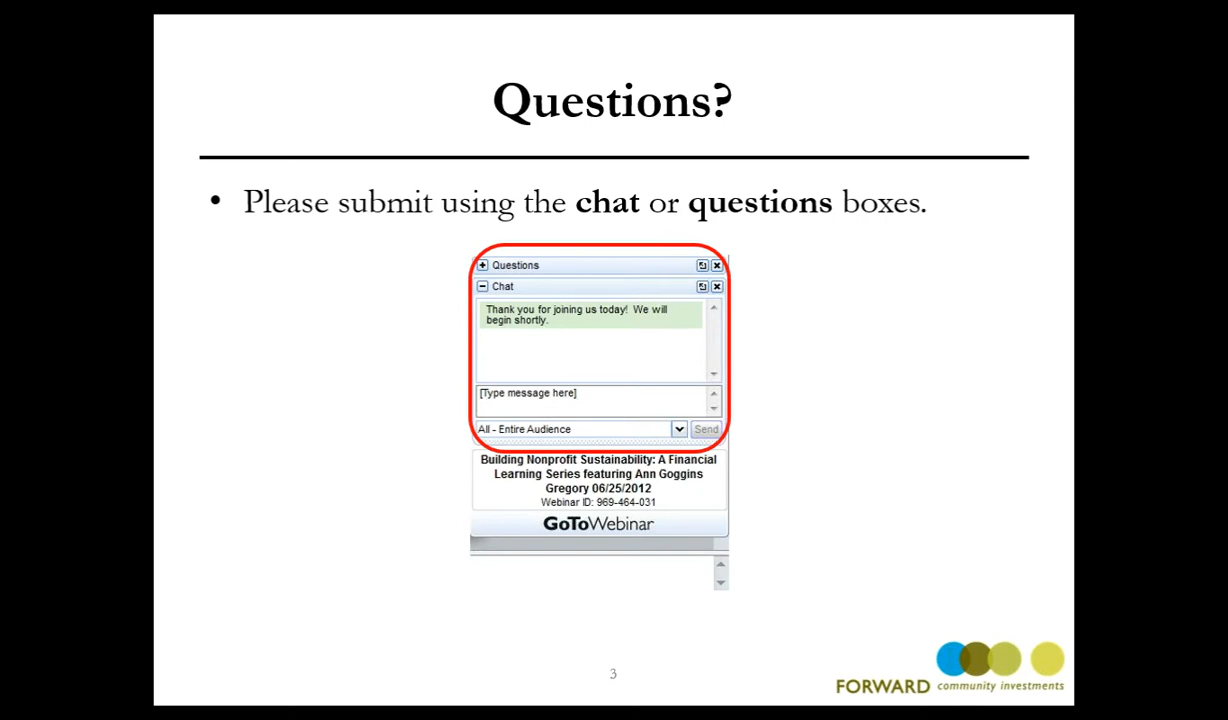 Questions?
• Please submit using the chat or questions boxes.
Questions
Chat
Thank you for joining us today! We will
begin shortly.
[Type message here]
All - Entire Audience
Send
Building Nonprofit Sustainability: A Financial
Learning Series featuring Ann Goggins
Gregory 06/25/2012
Webinar ID: 969-464-031
GoToWebinar
3
FORWARD community investments